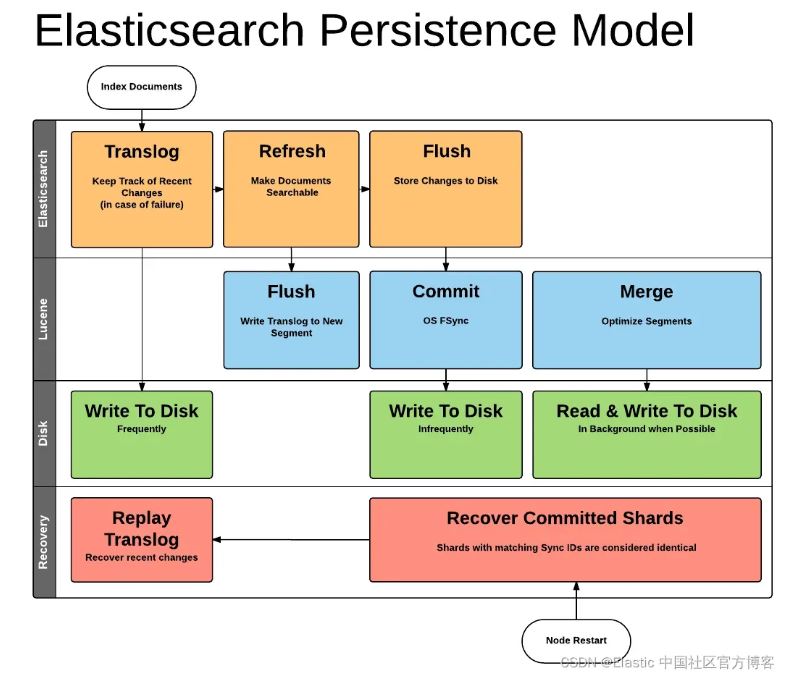 Elasticsearch Persistence Model
Index Documents
Elasticsearch
Translog
Keep Track of Recent
Changes
(in case of failure)
Refresh
Make Documents
Searchable
Flush
Store Changes to Disk
Lucene
Flush
Write Translog to New
Segment
Commit
OS FSync
Merge
Optimize Segments
Disk
Write To Disk
Frequently
Write To Disk
Infrequently
Read & Write To Disk
In Background when Possible
Recovery
Replay
Translog
Recover recent changes
Recover Committed Shards
Shards with matching Sync IDs are considered identical
Node Restart
CSDN @Elastic 中国社区官方博客